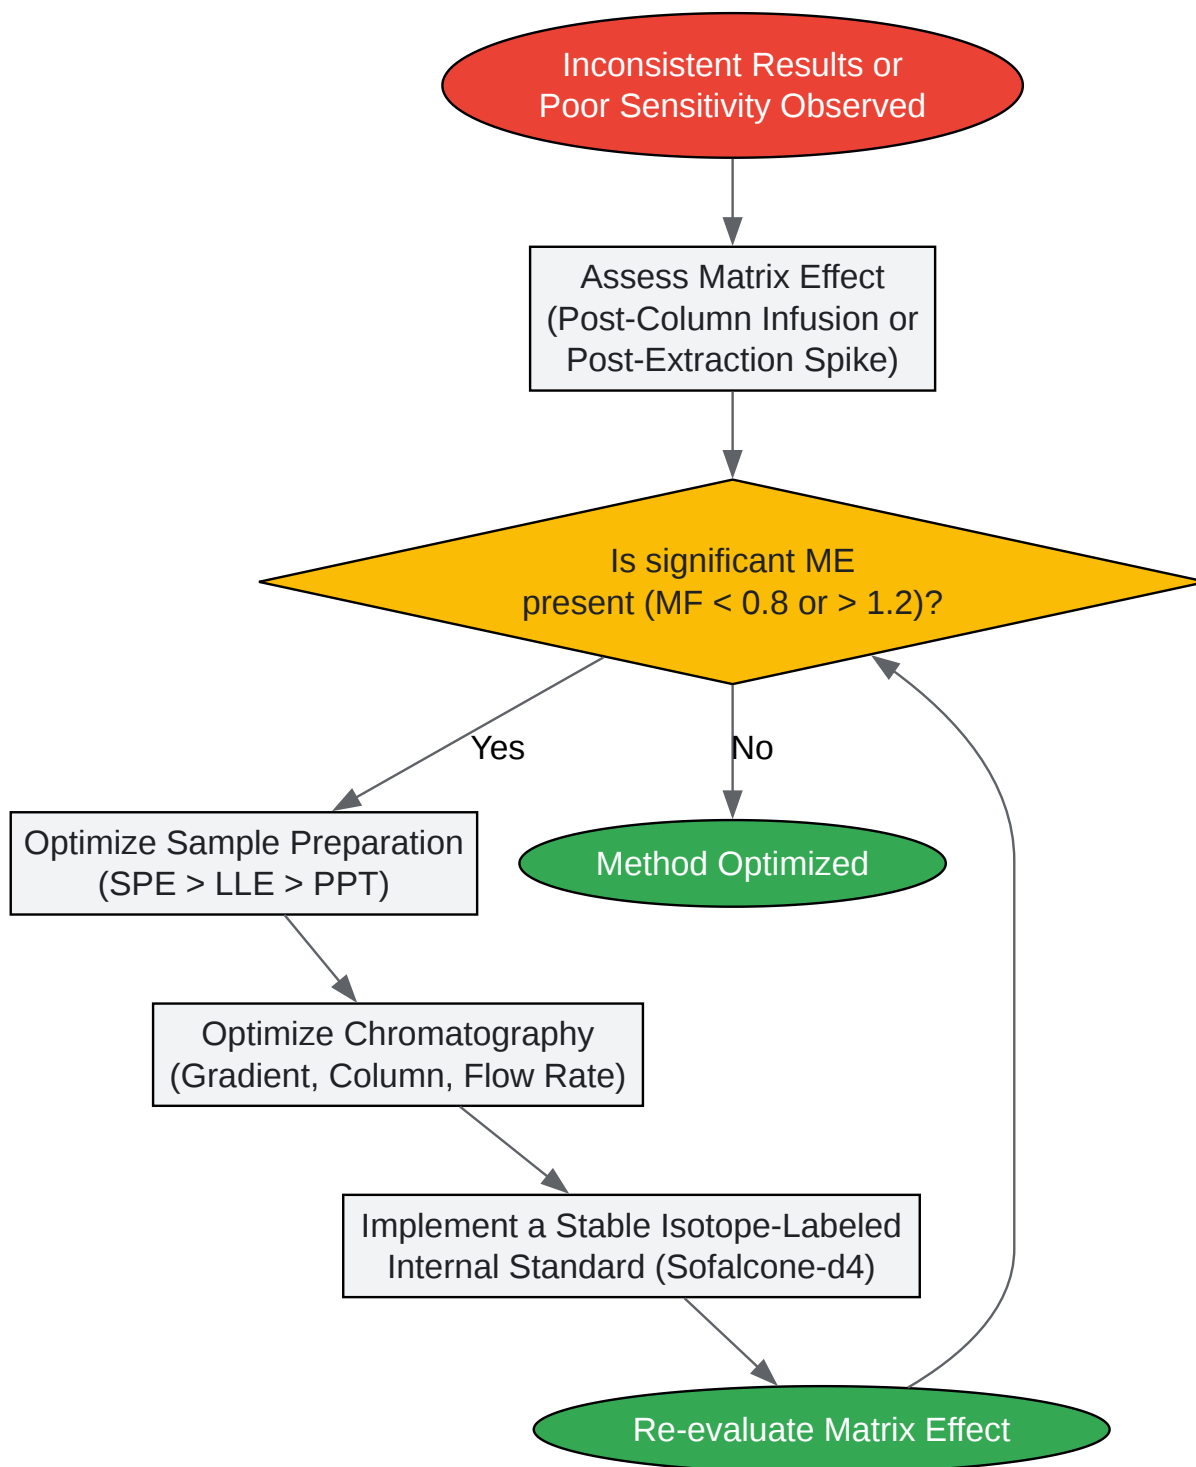 Inconsistent Results or
Poor Sensitivity Observed
Assess Matrix Effect
(Post-Column Infusion or
Post-Extraction Spike)
Is significant ME
present (MF < 0.8 or > 1.2)?
Yes
No
Optimize Sample Preparation
(SPE > LLE > PPT)
Method Optimized
Optimize Chromatography
(Gradient, Column, Flow Rate)
Implement a Stable Isotope-Labeled
Internal Standard (Sofalcone-d4)
Re-evaluate Matrix Effect